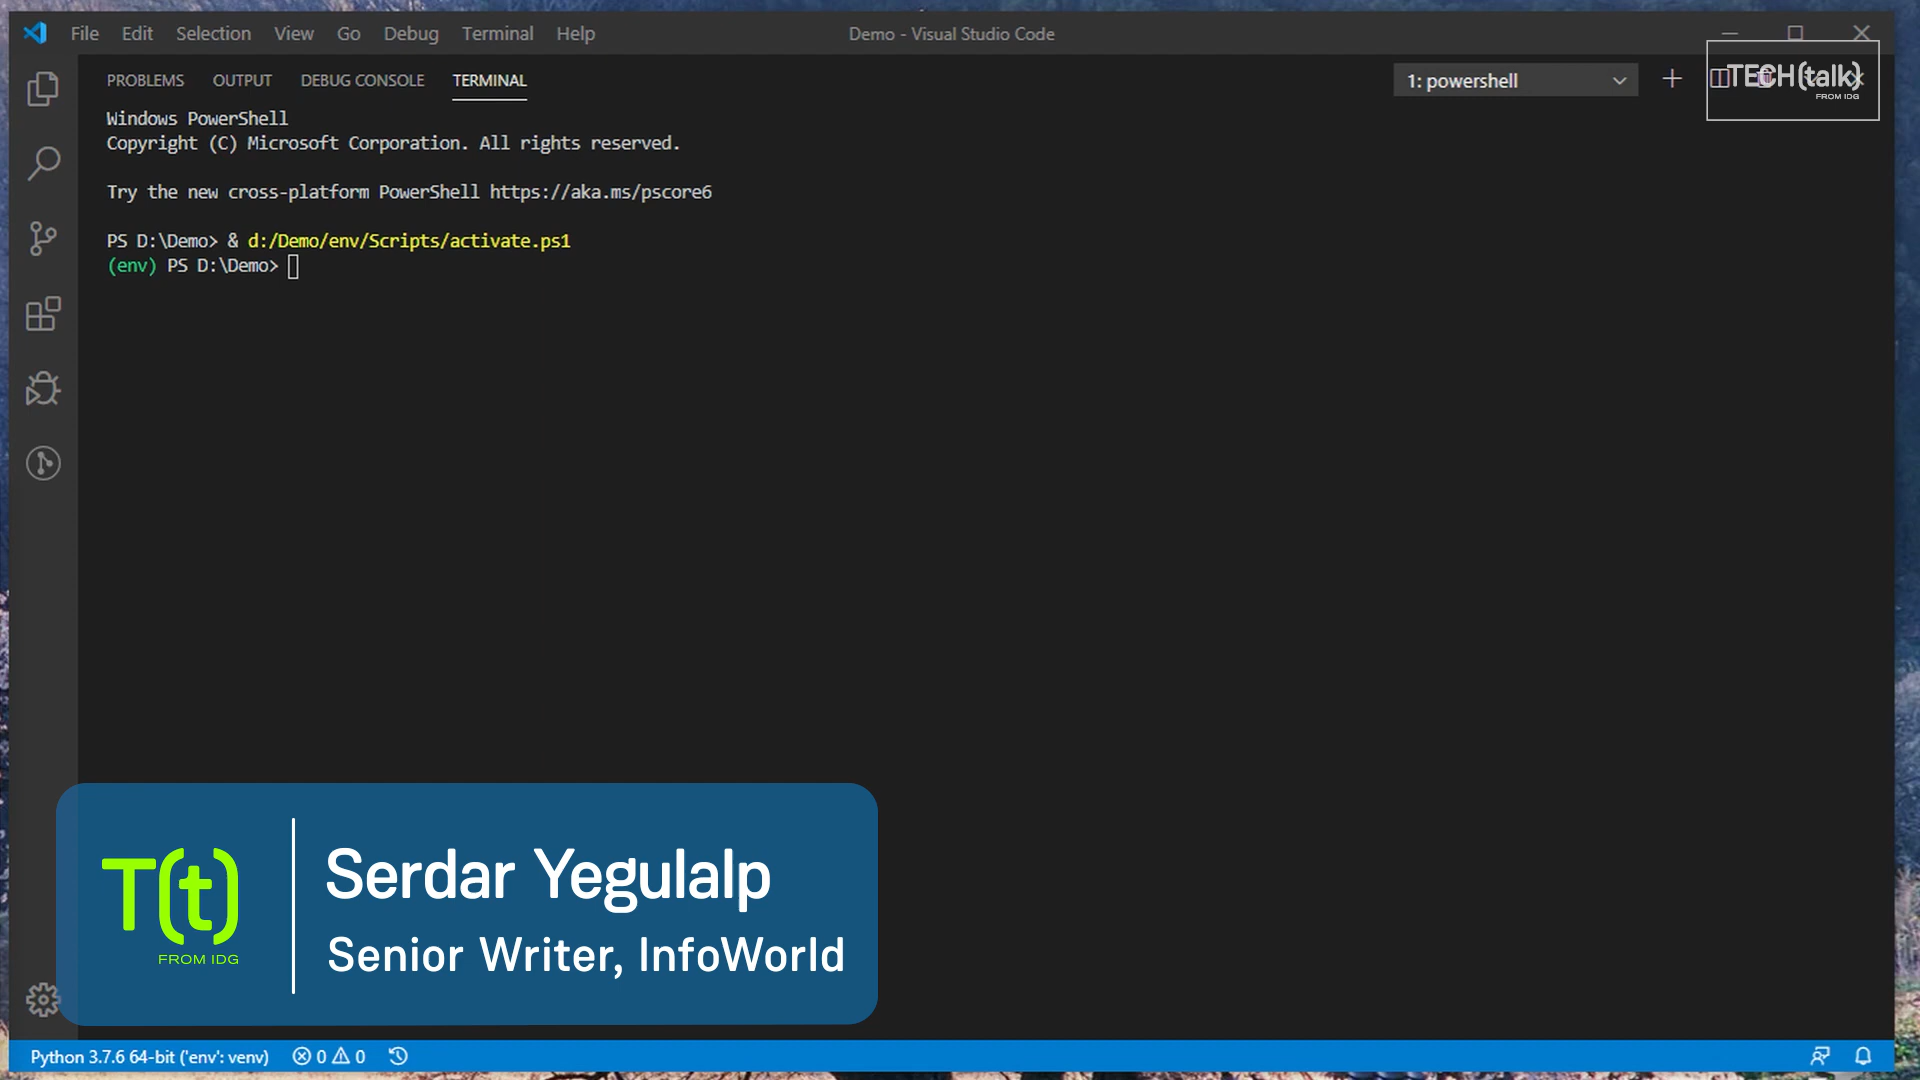 File Edit Selection View Go Debug Terminal Help
Demo - Visual Studio Code
PROBLEMS OUTPUT DEBUG CONSOLE TERMINAL
1: powershell
TECH(talk)
FROM IDG
Windows PowerShell
Copyright (C) Microsoft Corporation. All rights reserved.
Try the new cross-platform PowerShell https://aka.ms/pscore6
PS D:\Demo> & d:/Demo/env/Scripts/activate.ps1
(env) PS D:\Demo>
T(t)
FROM IDG
Serdar Yegulalp
Senior Writer, InfoWorld
Python 3.7.6 64-bit ('env': venv) 0 0